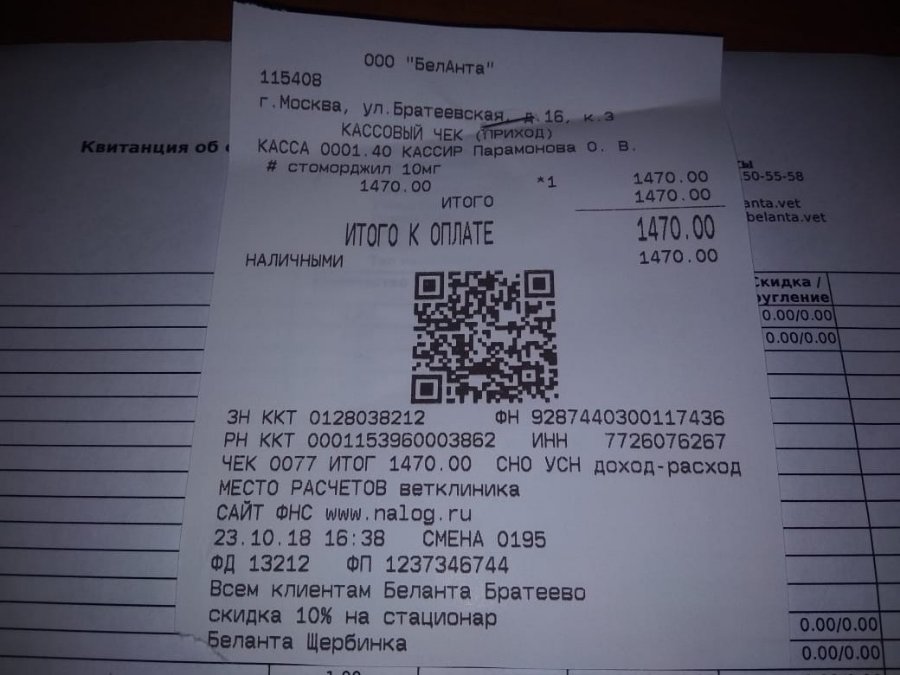 ООО "БелАнта"
115408
г.Москва, ул.Братеевская, д.16, к.3
КАССОВЫЙ ЧЕК (ПРИХОД)
КАССА 0001.40 КАССИР Парамонова О. В.
# стоморджил 10мг
1470.00 *1 1470.00
ИТОГО 1470.00
ИТОГО К ОПЛАТЕ 1470.00
НАЛИЧНЫМИ 1470.00
ЗН ККТ 0128038212 ФН 9287440300117436
РН ККТ 0001153960003862 ИНН 7726076267
ЧЕК 0077 ИТОГ 1470.00 СНО УСН доход-расход
МЕСТО РАСЧЕТОВ ветклиника
САЙТ ФНС www.nalog.ru
23.10.18 16:38 СМЕНА 0195
ФД 13212 ФП 1237346744
Всем клиентам Беланта Братеево
скидка 10% на стационар
Беланта Щербинка
Квитанция об
50-55-58
anta.vet
belanta.vet
Скидка /
ругление
0.00/0.00
0.00/0.00
0.00/0.00
0.00/0.00